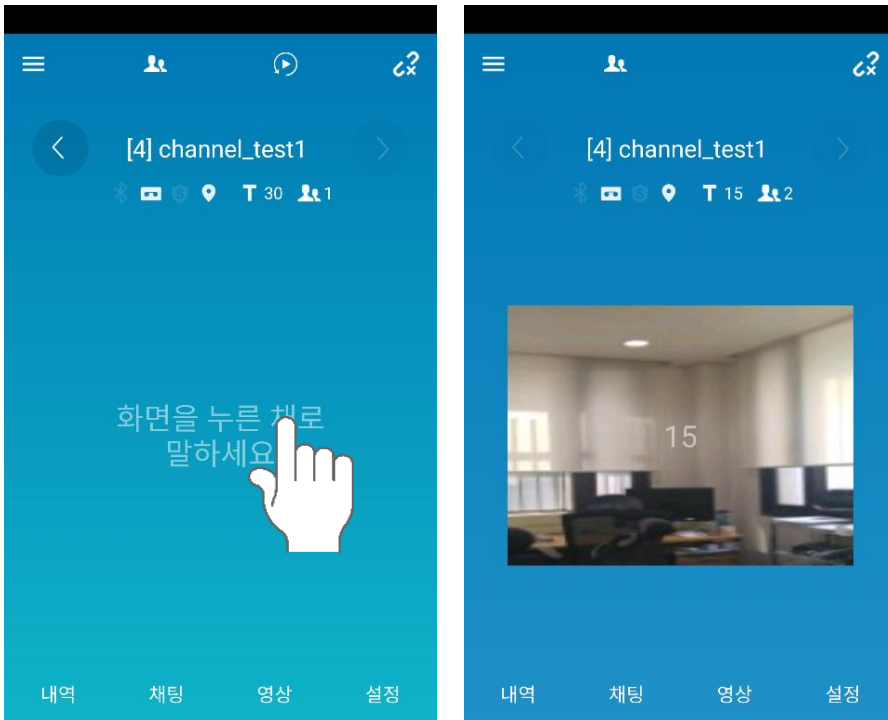 [4] channel_test1
T 30 1
화면을 누른 채로
말하세요
내역 채팅 영상 설정
[4] channel_test1
T 15 2
15
내역 채팅 영상 설정